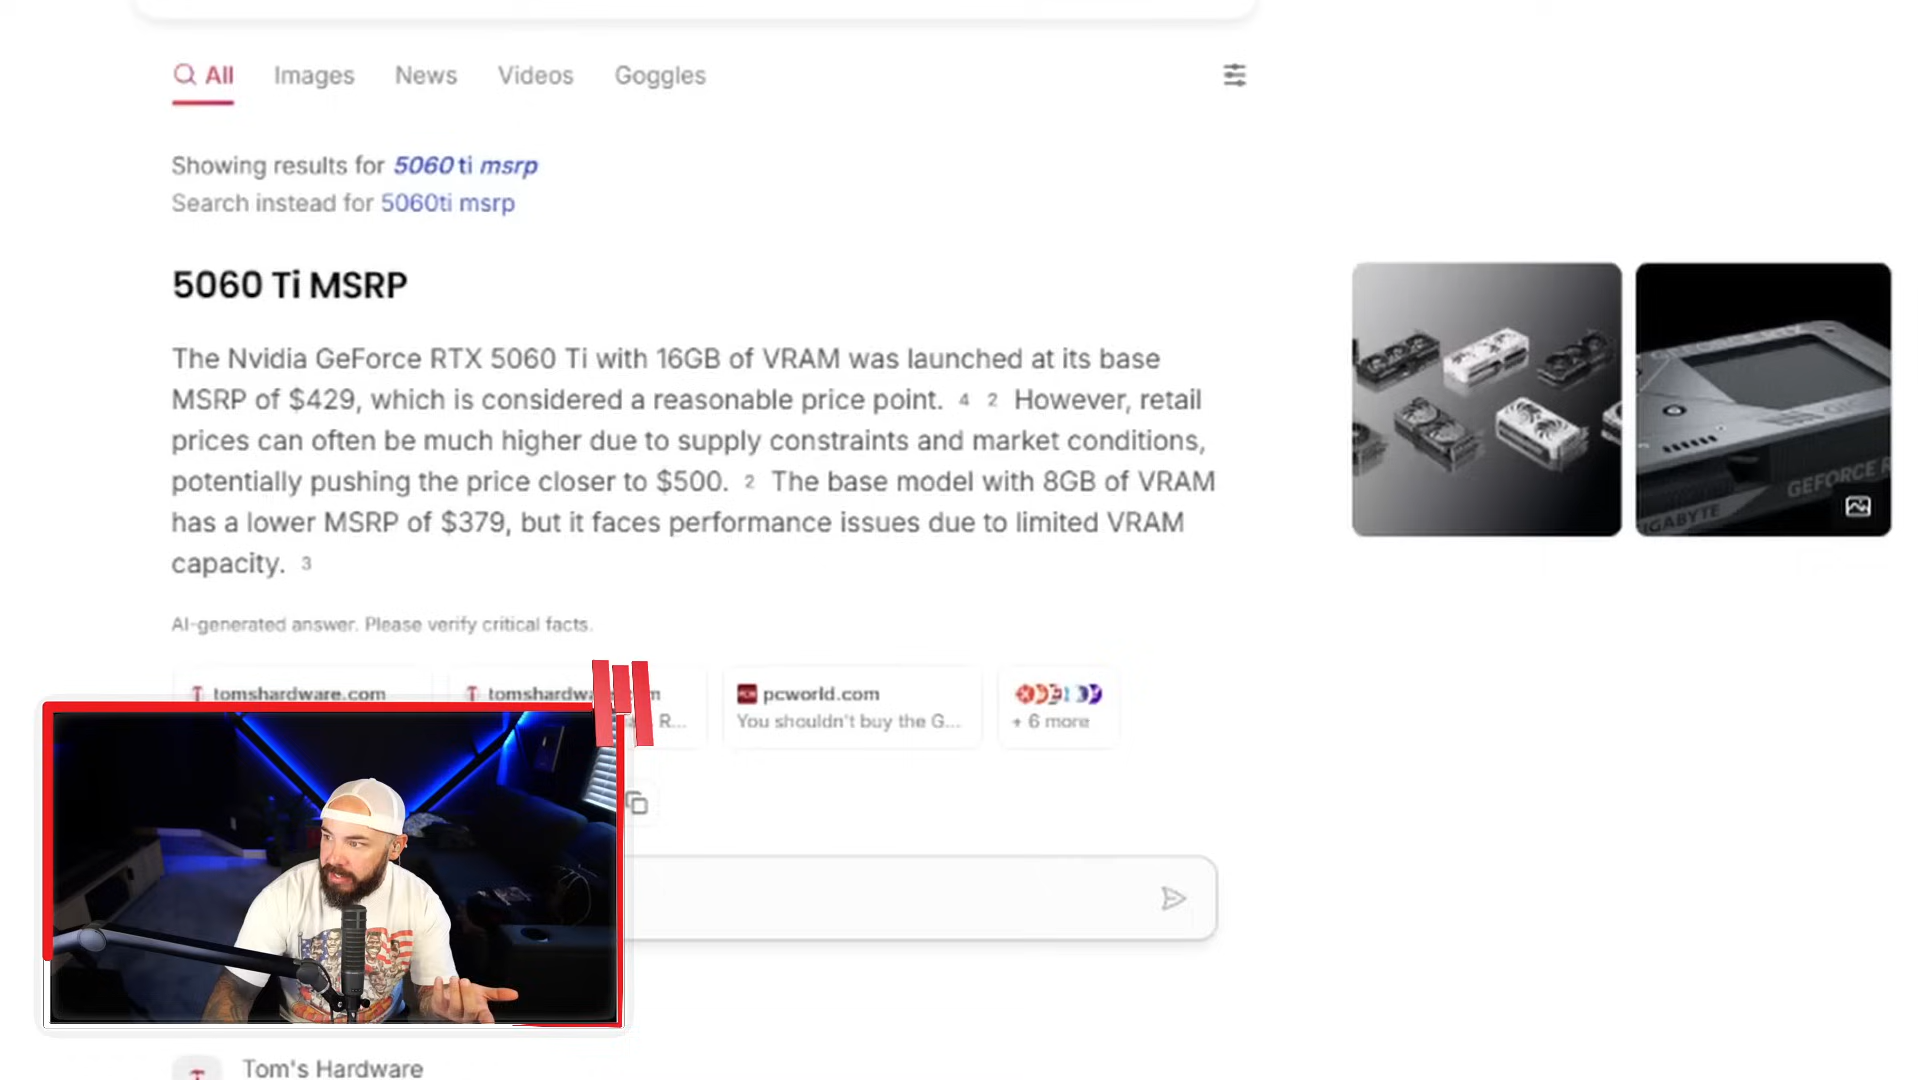 All Images News Videos Goggles
Showing results for 5060 ti msrp
Search instead for 5060ti msrp
5060 Ti MSRP
The Nvidia GeForce RTX 5060 Ti with 16GB of VRAM was launched at its base
MSRP of $429, which is considered a reasonable price point. 4 2 However, retail
prices can often be much higher due to supply constraints and market conditions,
potentially pushing the price closer to $500. 2 The base model with 8GB of VRAM
has a lower MSRP of $379, but it faces performance issues due to limited VRAM
capacity. 3
GEFORCE RTX
GEFORCE R
GIGABYTE
AI-generated answer. Please verify critical facts.
tomshardware.com tomshardwa m pcworld.com
R... You shouldn't buy the G... + 6 more
Tom's Hardware